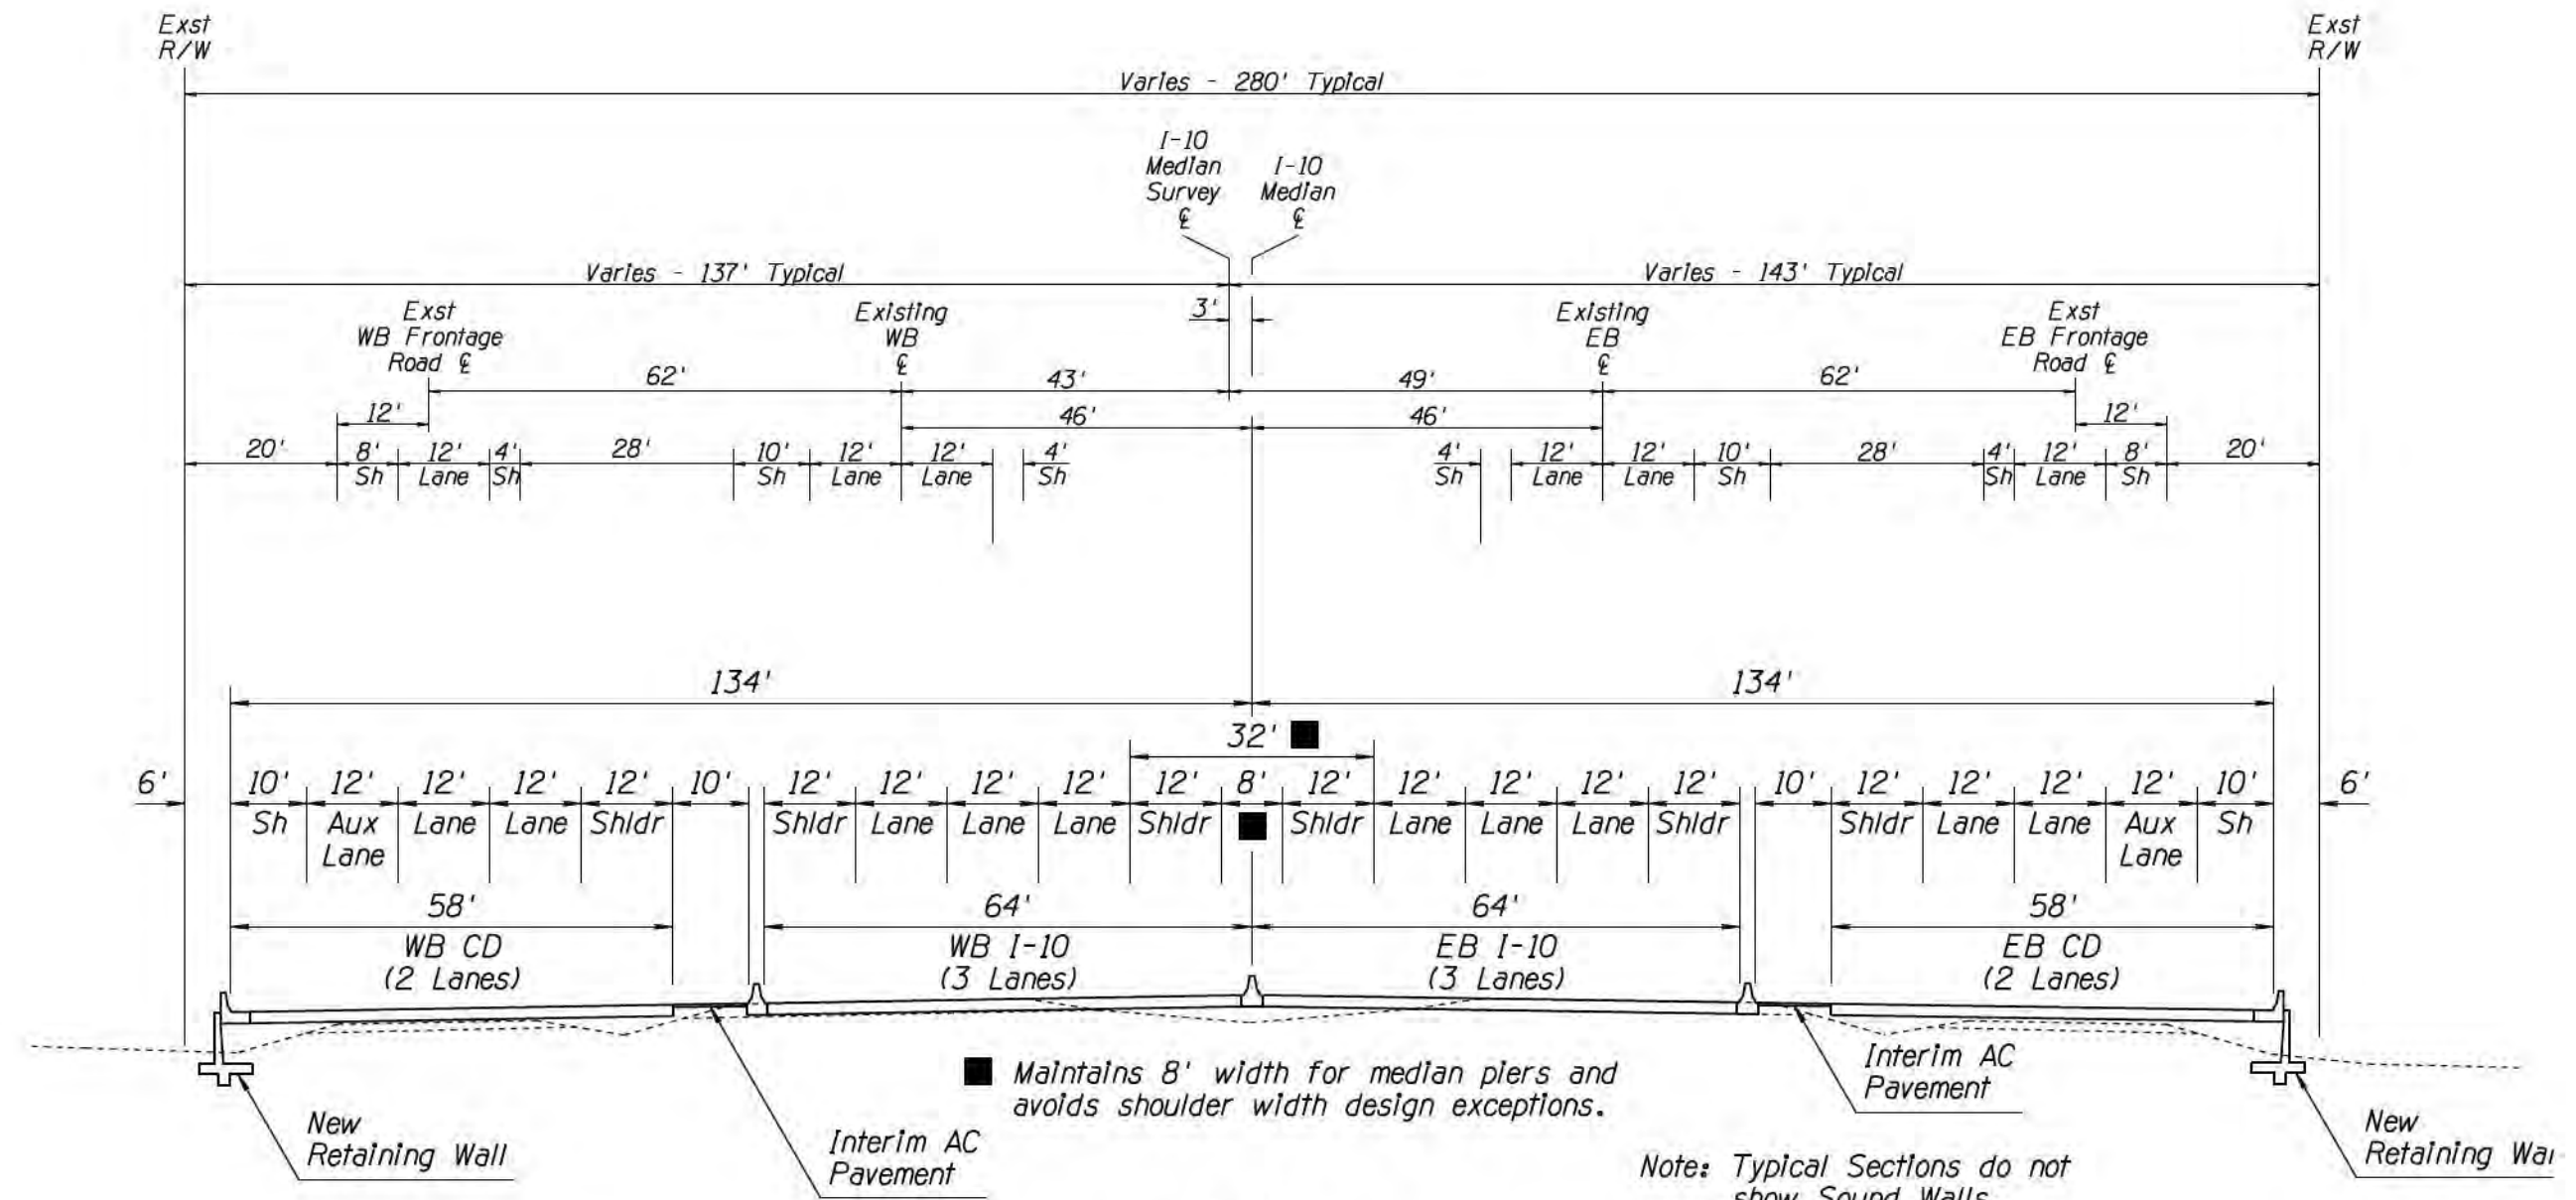 Exst
R/W
Exst
R/W
Varies - 280' Typical
I-10
Median
Survey
℄
I-10
Median
℄
Varies - 137' Typical
Varies - 143' Typical
3'
Exst
WB Frontage
Road ℄
Existing
WB
℄
Existing
EB
℄
Exst
EB Frontage
Road ℄
62' 43' 49' 62'
12' 46' 46' 12'
20' 8' 12' 4' 28' 10' 12' 12' 4' 4' 12' 12' 10' 28' 4' 12' 8' 20'
Sh Lane Sh Sh Lane Lane Sh Sh Lane Lane Sh Sh Lane Sh
134' 134'
32' ■
6' 10' 12' 12' 12' 12' 10' 12' 12' 12' 12' 12' 8' 12' 12' 12' 12' 12' 10' 12' 12' 12' 12' 10' 6'
Sh Aux Lane Lane Shldr Shldr Lane Lane Lane Shldr ■ Shldr Lane Lane Lane Shldr Shldr Lane Lane Aux Sh
Lane Lane
58' 64' 64' 58'
WB CD WB I-10 EB I-10 EB CD
(2 Lanes) (3 Lanes) (3 Lanes) (2 Lanes)
■ Maintains 8' width for median piers and
avoids shoulder width design exceptions.
Interim AC
Pavement
New
Retaining Wall
Interim AC
Pavement
New
Retaining
Note: Typical Sections do not
show Sound Walls